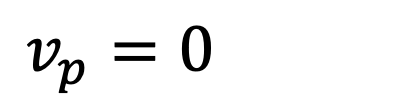 $v_p = 0$